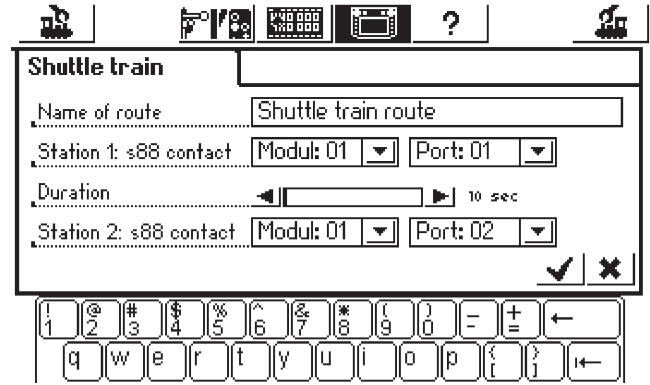 ?
Shuttle train
Name of route Shuttle train route
Station 1: s88 contact Modul: 01 Port: 01
Duration 10 sec
Station 2: s88 contact Modul: 01 Port: 02
! @ # $ % ^ & * ( ) _ +
1 2 3 4 5 6 7 8 9 0 - = ←
q w e r t y u i o p { }
[ ] ←